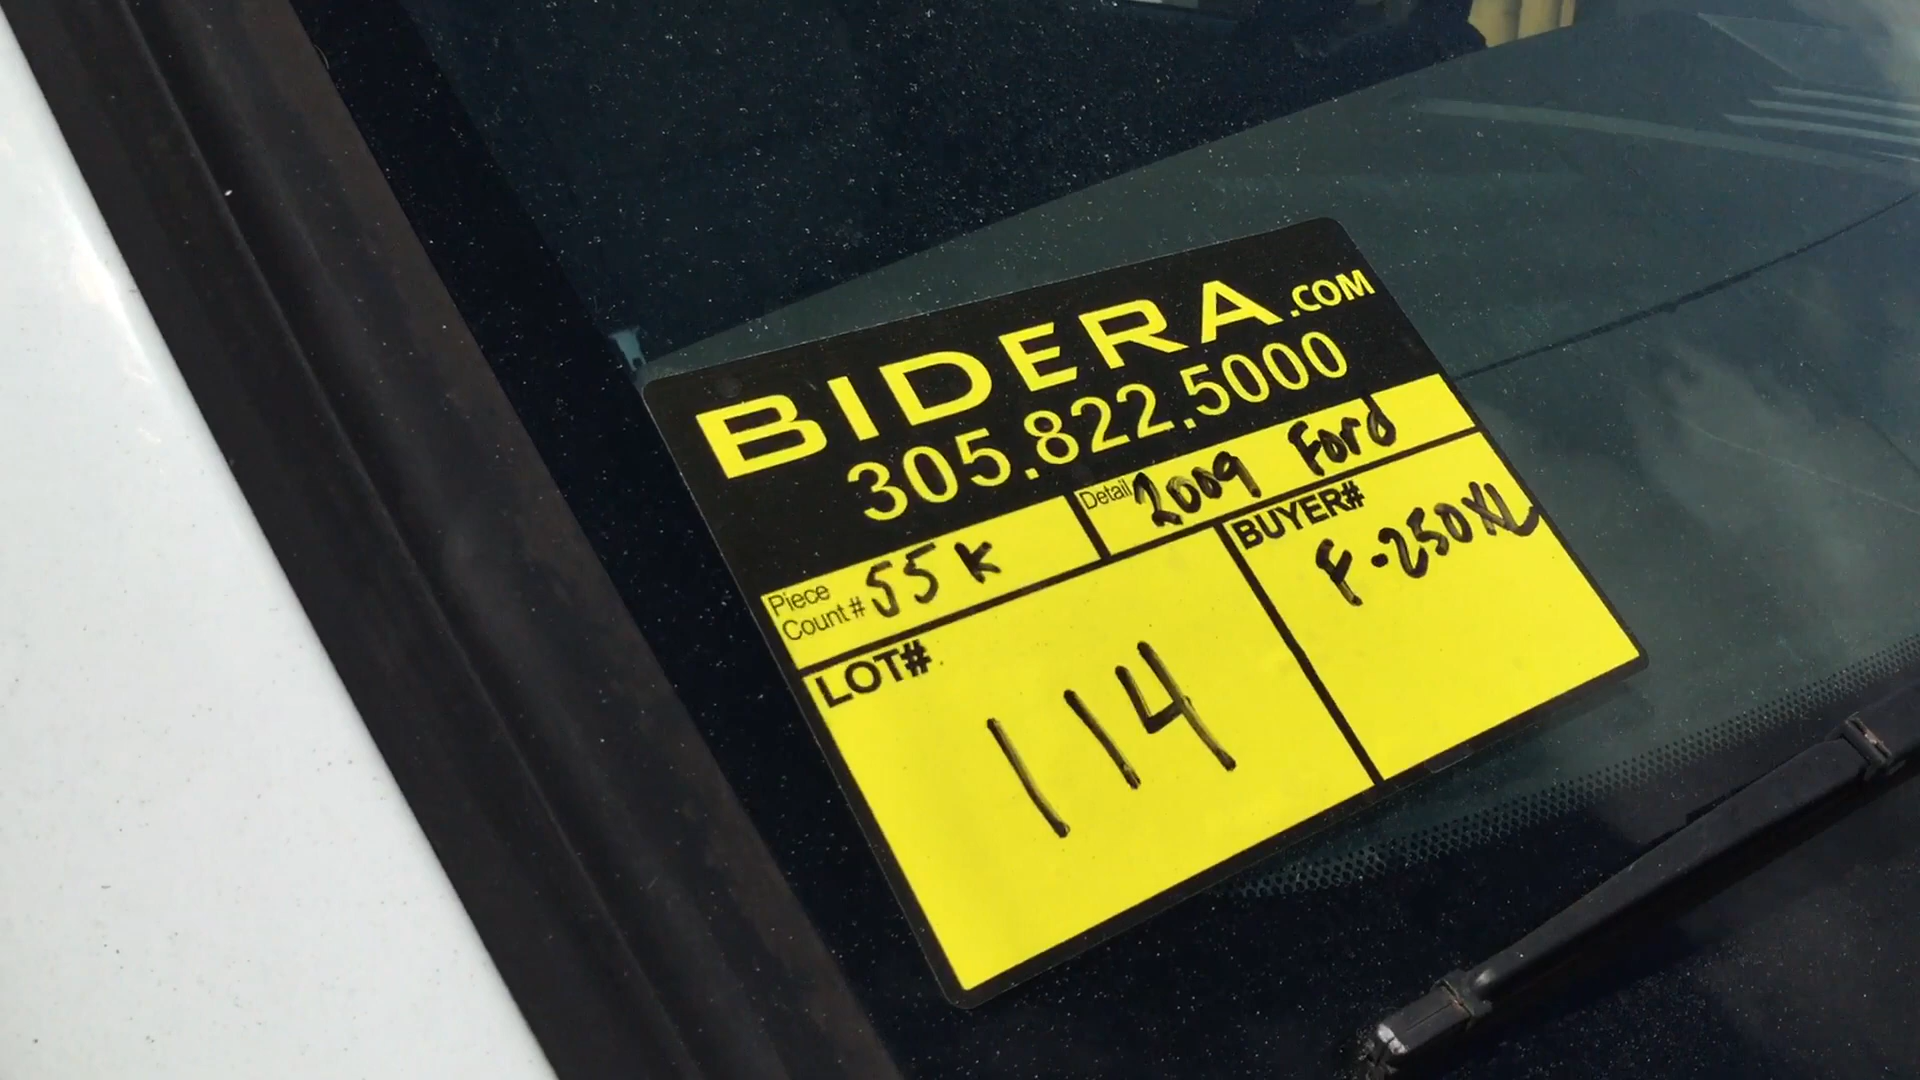 BIDERA.COM
305.822.5000
Piece Count # 55K
Detail 2009 Ford
LOT# 114
BUYER# F-250XL